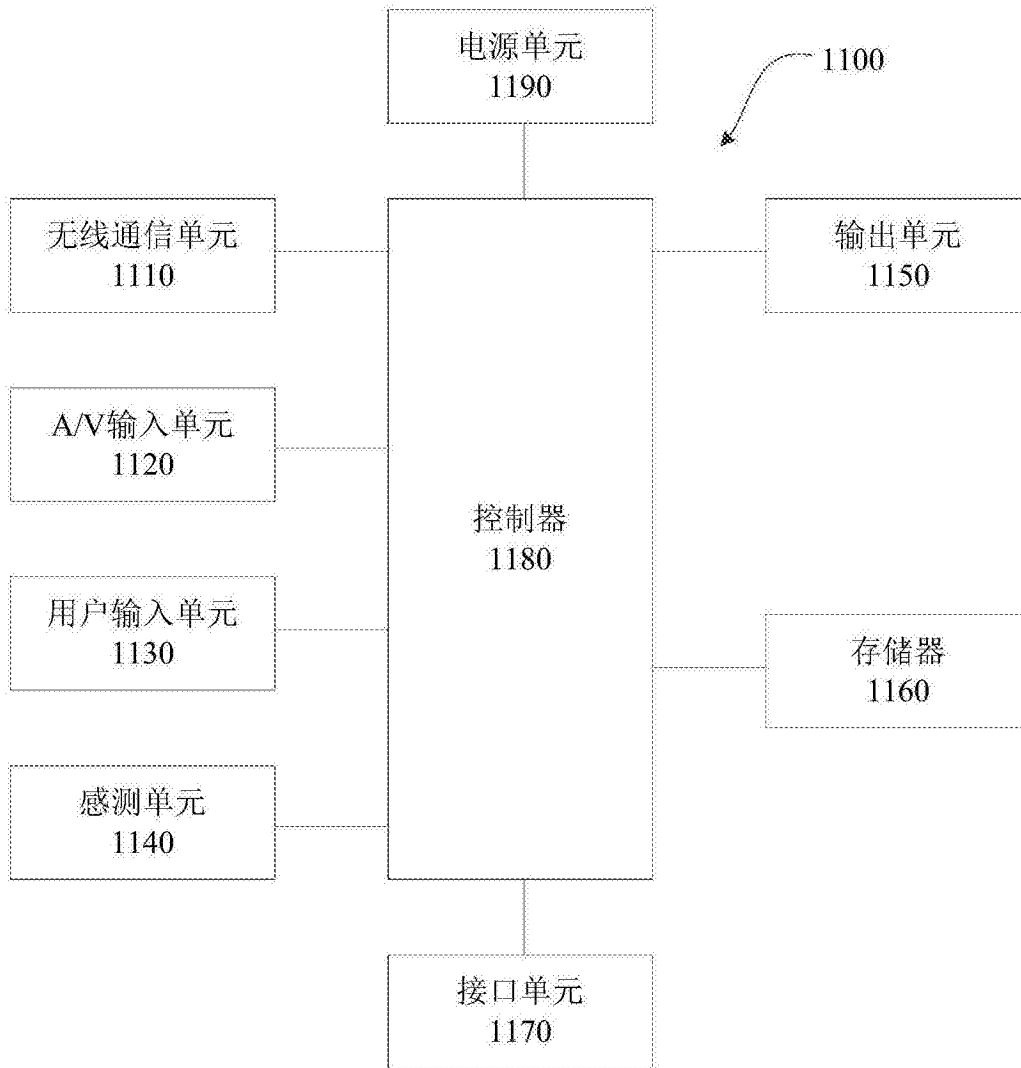 电源单元
1190
1100
无线通信单元
1110
输出单元
1150
A/V输入单元
1120
控制器
1180
用户输入单元
1130
存储器
1160
感测单元
1140
接口单元
1170